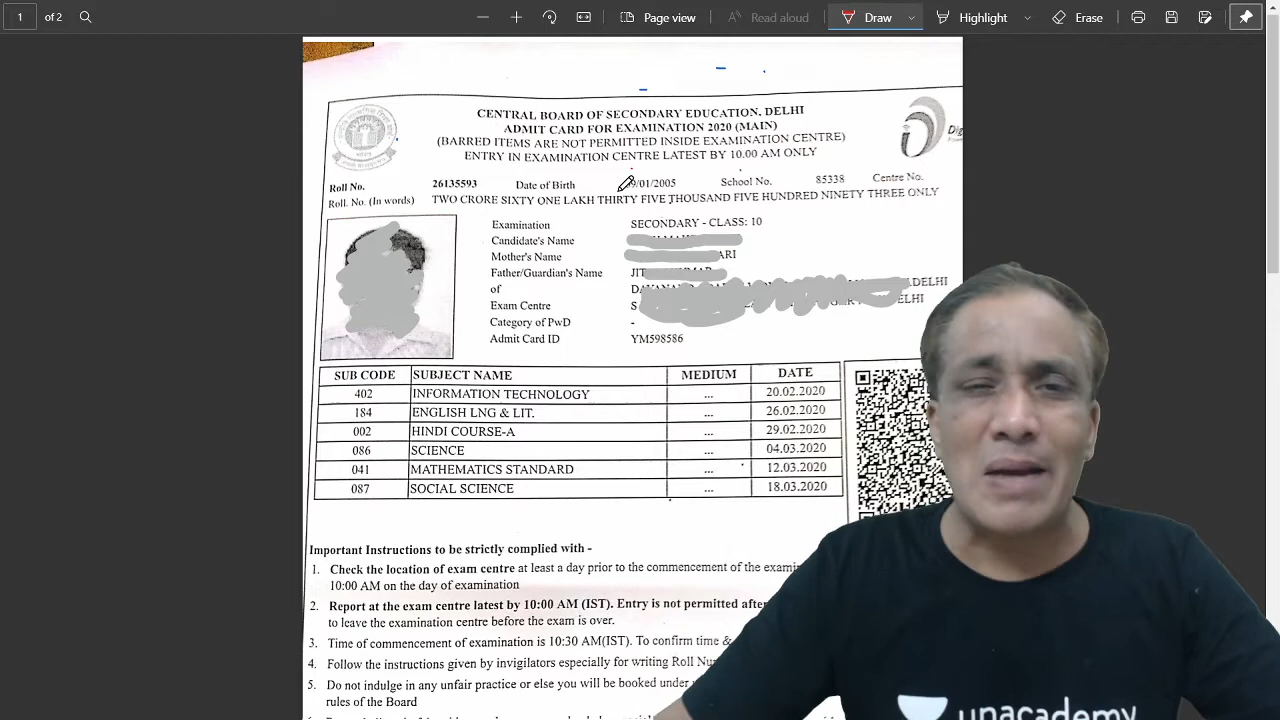 1 of 2 Page view Read aloud Draw Highlight Erase
CENTRAL BOARD OF SECONDARY EDUCATION, DELHI
ADMIT CARD FOR EXAMINATION 2020 (MAIN)
(BARRED ITEMS ARE NOT PERMITTED INSIDE EXAMINATION CENTRE)
ENTRY IN EXAMINATION CENTRE LATEST BY 10.00 AM ONLY
Roll No. 26135593 Date of Birth 9/01/2005 School No. 85338 Centre No.
Roll. No. (In words) TWO CRORE SIXTY ONE LAKH THIRTY FIVE THOUSAND FIVE HUNDRED NINETY THREE ONLY
Examination SECONDARY - CLASS: 10
Candidate's Name
Mother's Name ARI
Father/Guardian's Name
of DELHI
Exam Centre S ELHI
Category of PwD -
Admit Card ID YM598586
SUB CODE SUBJECT NAME MEDIUM DATE
402 INFORMATION TECHNOLOGY ... 20.02.2020
184 ENGLISH LNG & LIT. ... 26.02.2020
002 HINDI COURSE-A ... 29.02.2020
086 SCIENCE ... 04.03.2020
041 MATHEMATICS STANDARD ... 12.03.2020
087 SOCIAL SCIENCE ... 18.03.2020
Important Instructions to be strictly complied with -
1. Check the location of exam centre at least a day prior to the commencement of the
10:00 AM on the day of examination
2. Report at the exam centre latest by 10:00 AM (IST). Entry is not permitted after
to leave the examination centre before the exam is over.
3. Time of commencement of examination is 10:30 AM(IST). To confirm time &
4. Follow the instructions given by invigilators especially for writing Roll
5. Do not indulge in any unfair practice or else you will be booked under
rules of the Board
unacademy